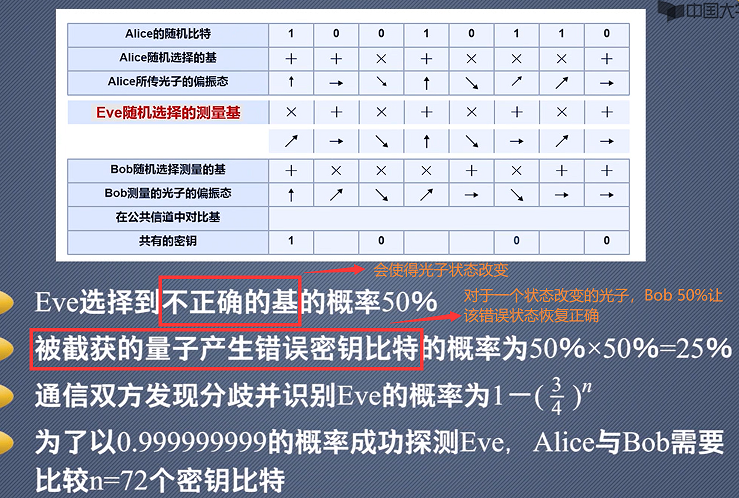 中国大学
Alice的随机比特 1 0 0 1 0 1 1 0
Alice随机选择的基 + + × + × × × +
Alice所传光子的偏振态 ↑ → ↘ ↑ ↘ ↗ ↗ →
Eve随机选择的测量基 × + × + × + × +
↗ → ↘ ↑ ↘ → ↗ →
Bob随机选择测量的基 + × × × + × + +
Bob测量的光子的偏振态 ↑ ↗ ↘ ↗ → ↘ → →
在公共信道中对比基
共有的密钥 1 0 0 0
会使得光子状态改变
Eve选择到不正确的基的概率50%
对于一个状态改变的光子，Bob 50%让
该错误状态恢复正确
被截获的量子产生错误密钥比特的概率为50%×50%=25%
通信双方发现分歧并识别Eve的概率为1－(3/4)ⁿ
为了以0.999999999的概率成功探测Eve，Alice与Bob需要
比较n=72个密钥比特